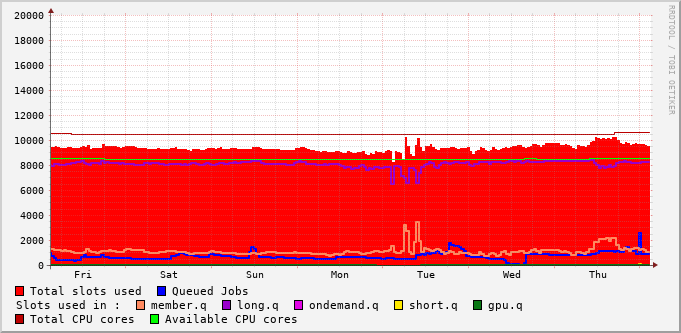 RRDTOOL / TOBI OETIKER
20000
18000
16000
14000
12000
10000
8000
6000
4000
2000
0
Fri Sat Sun Mon Tue Wed Thu
Total slots used Queued Jobs
Slots used in : member.q long.q ondemand.q short.q gpu.q
Total CPU cores Available CPU cores